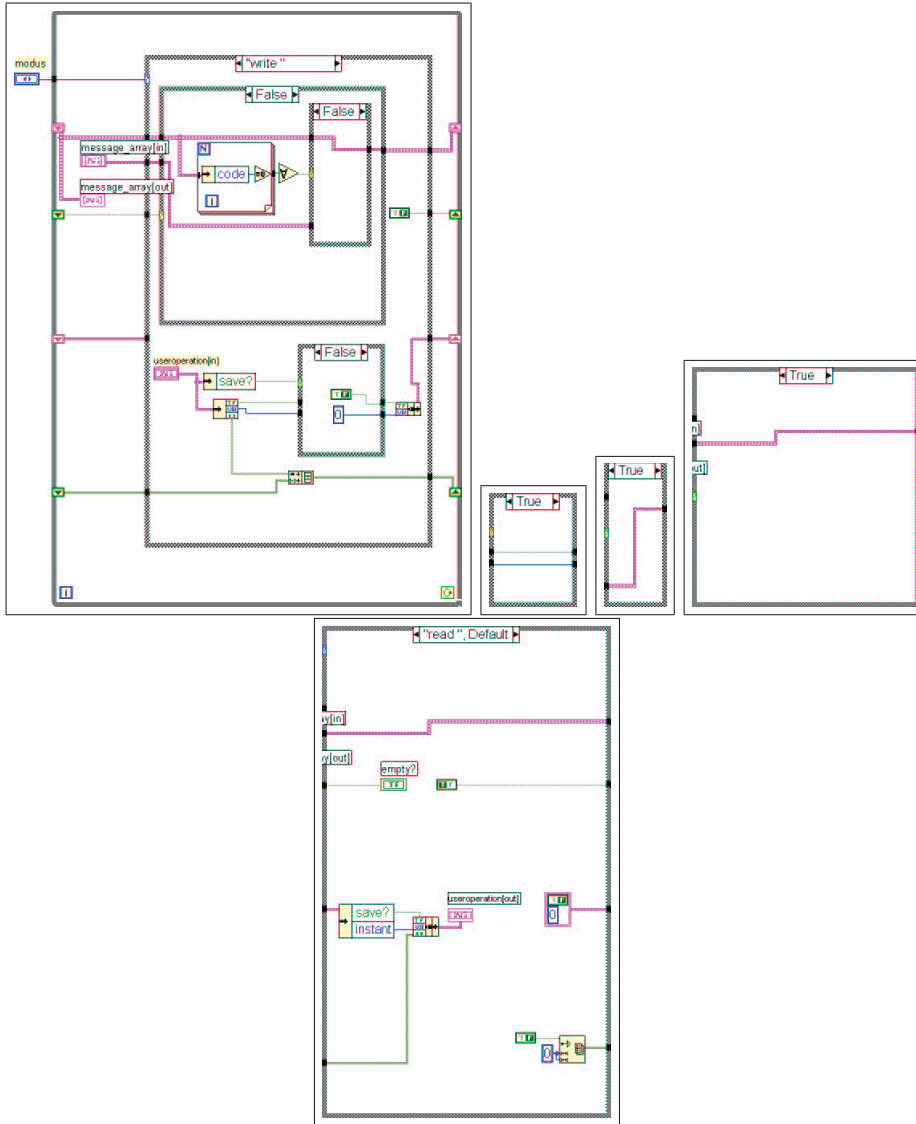 modus
"write "
False
False
message_array[in]
N
code
i
message_array[out]
T F
useroperation[in]
False
save?
T F
0
i
True
True
True
n]
out]
"read ", Default
y[in]
y[out]
empty?
T F
T F
useroperation[out]
save?
instant
T F
0
T F
0